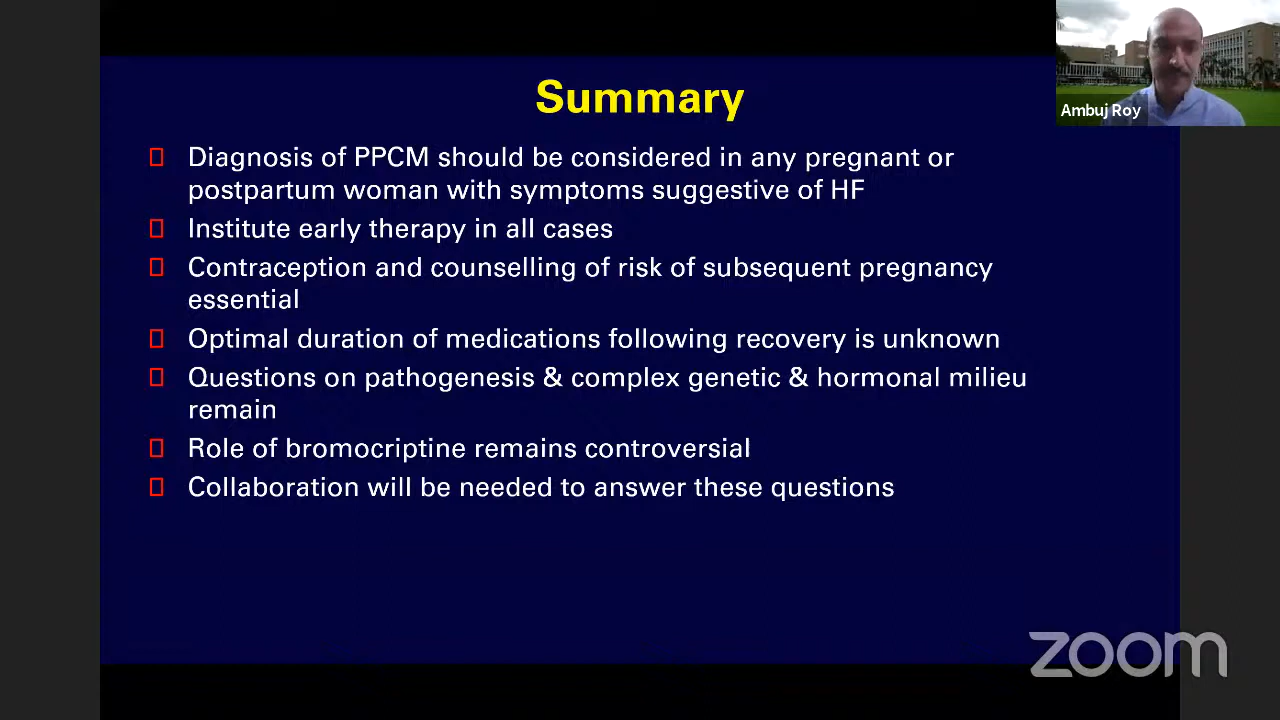 Summary
Ambuj Roy
Diagnosis of PPCM should be considered in any pregnant or
postpartum woman with symptoms suggestive of HF
Institute early therapy in all cases
Contraception and counselling of risk of subsequent pregnancy
essential
Optimal duration of medications following recovery is unknown
Questions on pathogenesis & complex genetic & hormonal milieu
remain
Role of bromocriptine remains controversial
Collaboration will be needed to answer these questions
zoom